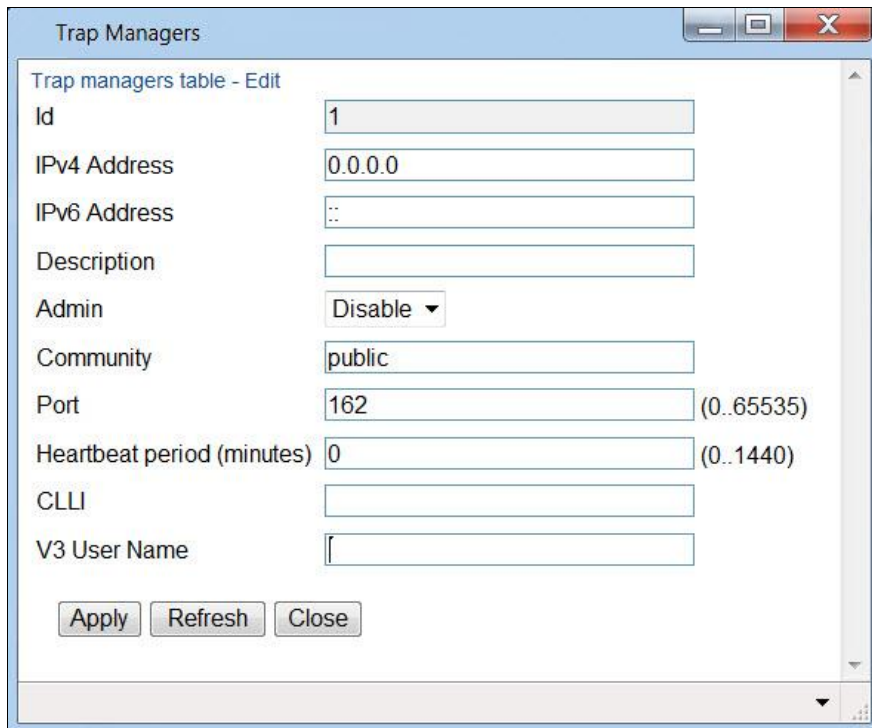 Trap Managers
Trap managers table - Edit
Id 1
IPv4 Address 0.0.0.0
IPv6 Address ::
Description
Admin Disable
Community public
Port 162 (0..65535)
Heartbeat period (minutes) 0 (0..1440)
CLLI
V3 User Name
Apply Refresh Close